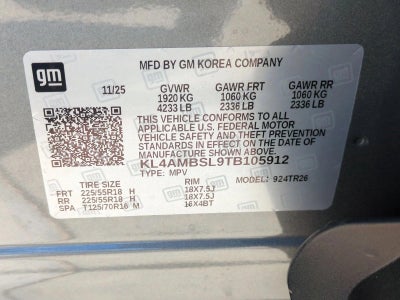 gm
MFD BY GM KOREA COMPANY
11/25 GVWR GAWR FRT GAWR RR
1920 KG 1060 KG 1060 KG
4233 LB 2336 LB 2336 LB
THIS VEHICLE CONFORMS TO ALL
APPLICABLE U.S. FEDERAL MOTOR
VEHICLE SAFETY AND THEFT PREVENTION
STANDARDS IN EFFECT ON THE DATE OF
MANUFACTURE SHOWN ABOVE.
KL4AMBSL9TB105912
TYPE: MPV MODEL: 924TR26
TIRE SIZE RIM
FRT 225/55R18 H 18X7.5J
RR 225/55R18 H 18X7.5J
SPA T125/70R16 M 16X4BT